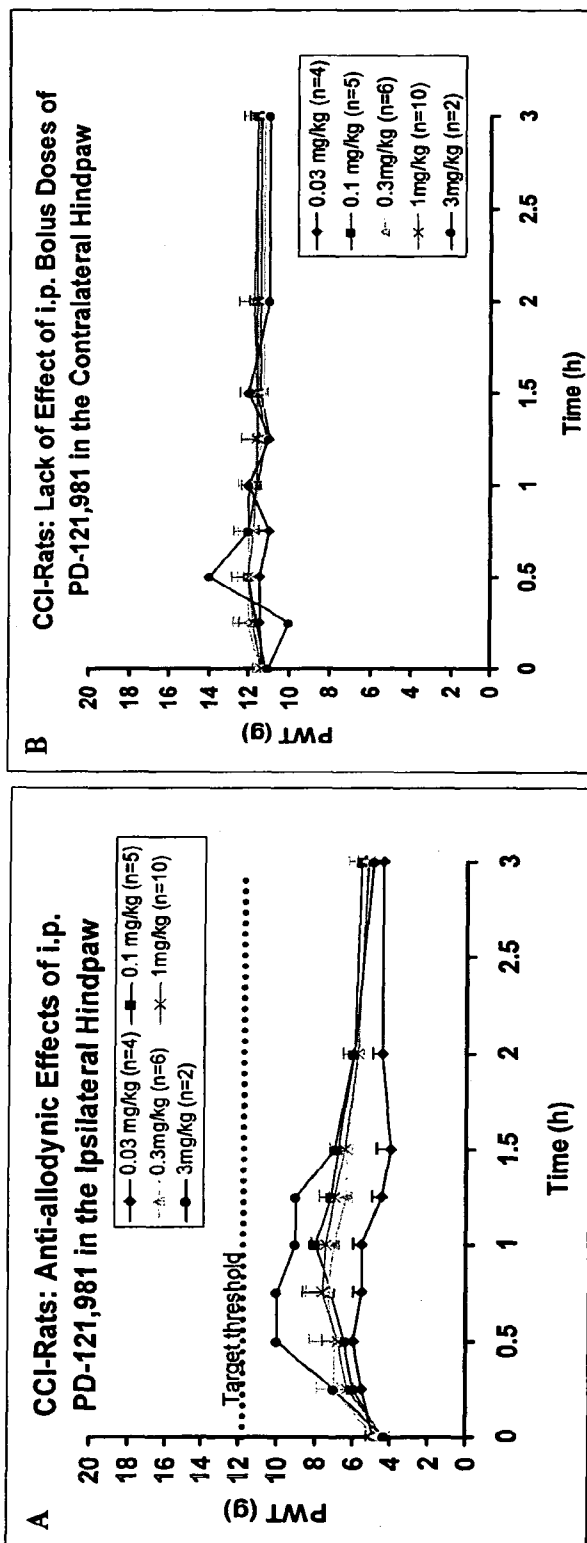 A
CCI-Rats: Anti-allodynic Effects of i.p.
PD-121,981 in the Ipsilateral Hindpaw
0.03 mg/kg (n=4)
0.1 mg/kg (n=5)
0.3mg/kg (n=6)
1mg/kg (n=10)
3mg/kg (n=2)
Target threshold
PWT (g)
20
18
16
14
12
10
8
6
4
2
0
0
0.5
1
1.5
2
2.5
3
Time (h)
B
CCI-Rats: Lack of Effect of i.p. Bolus Doses of
PD-121,981 in the Contralateral Hindpaw
PWT (g)
20
18
16
14
12
10
8
6
4
2
0
0.03 mg/kg (n=4)
0.1 mg/kg (n=5)
0.3mg/kg (n=6)
1mg/kg (n=10)
3mg/kg (n=2)
0
0.5
1
1.5
2
2.5
3
Time (h)